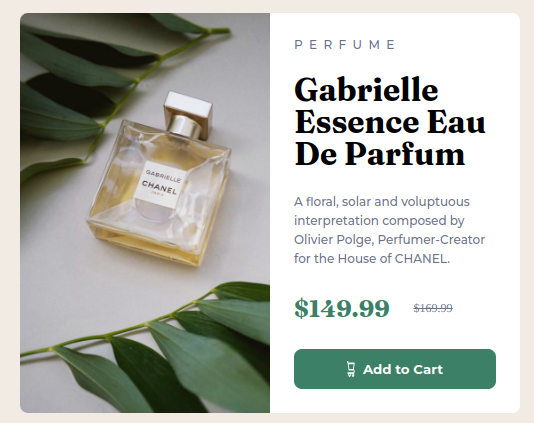 PERFUME
Gabrielle
Essence Eau
De Parfum
A floral, solar and voluptuous
interpretation composed by
Olivier Polge, Perfumer-Creator
for the House of CHANEL.
$149.99 $169.99
Add to Cart
GABRIELLE
CHANEL
PARIS